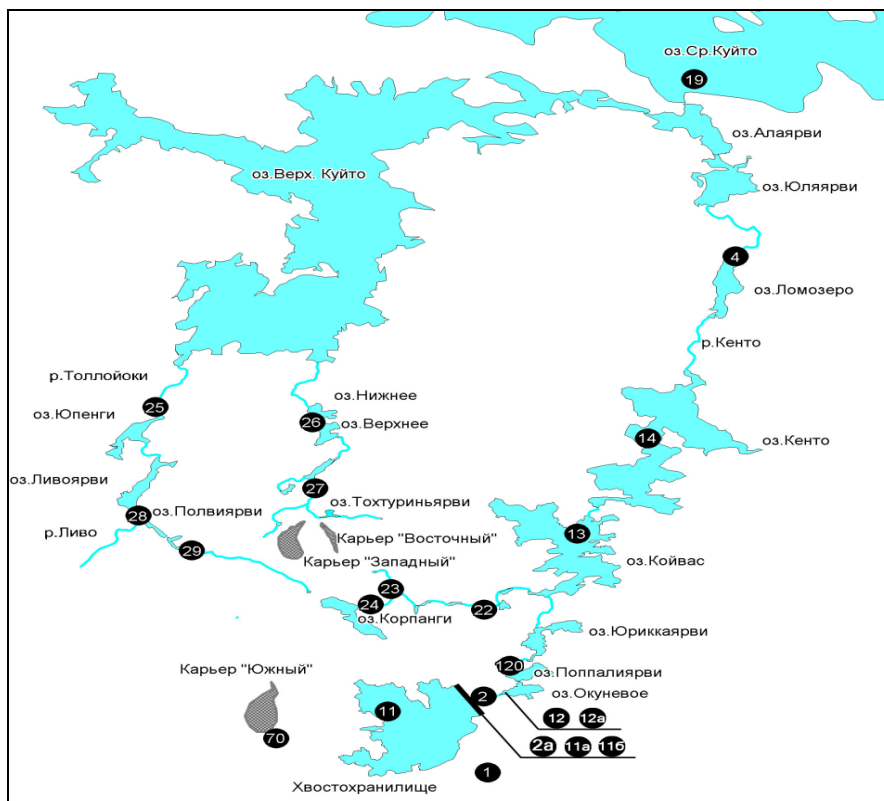 оз.Ср.Куйто
19
оз.Алаярви
оз.Верх. Куйто
оз.Юляярви
4
оз.Ломозеро
р.Кенто
р.Толлойоки
оз.Нижнее
25
оз.Юпенги
26
оз.Верхнее
14
оз.Кенто
оз.Ливоярви
27
оз.Тохтуриньярви
28
оз.Полвиярви
р.Ливо
Карьер "Восточный"
13
29
Карьер "Западный"
оз.Койвас
23
24
22
оз.Корпанги
оз.Юриккаярви
120
Карьер "Южный"
оз.Поппалиярви
2
оз.Окуневое
11
12 12а
70
2а 11а 11б
1
Хвостохранилище